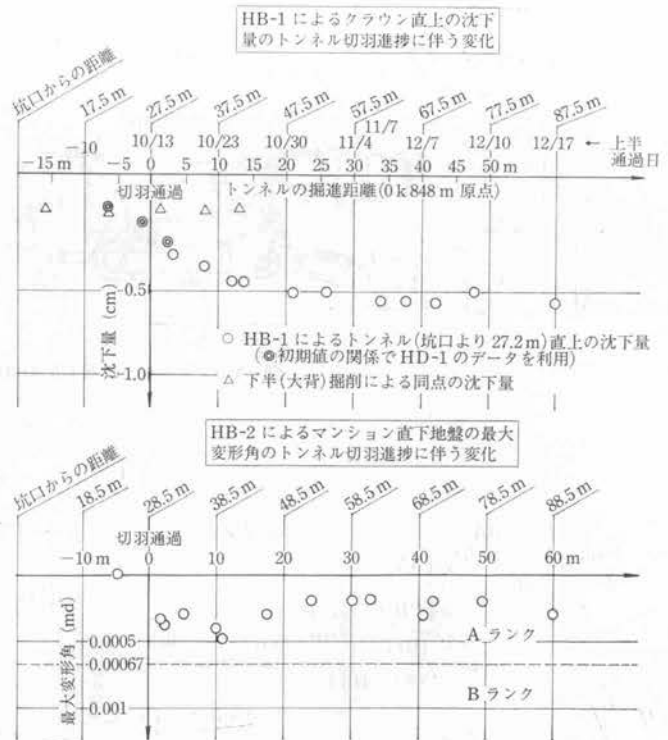 HB-1 によるクラウン直上の沈下
量のトンネル切羽進捗に伴う変化
坑口からの距離
17.5 m 27.5 m 37.5 m 47.5 m 57.5 m 67.5 m 77.5 m 87.5 m
10/13 10/23 10/30 11/4 11/7 12/7 12/10 12/17 ← 上半通過日
-15 m -10 -5 0 5 10 15 20 25 30 35 40 45 50 m
切羽通過 トンネルの掘進距離(0 k 848 m 原点)
沈下量 (cm)
-0.5
-1.0
○ HB-1 によるトンネル(坑口より 27.2 m)直上の沈下量
(◎初期値の関係で HD-1 のデータを利用)
△ 下半(大背)掘削による同点の沈下量
HB-2 によるマンション直下地盤の最大
変形角のトンネル切羽進捗に伴う変化
坑口からの距離
18.5 m 28.5 m 38.5 m 48.5 m 58.5 m 68.5 m 78.5 m 88.5 m
切羽通過
-10 m 0 10 20 30 40 50 60 m
最大変形角 (md)
0.0005
A ランク
0.00067
B ランク
0.001